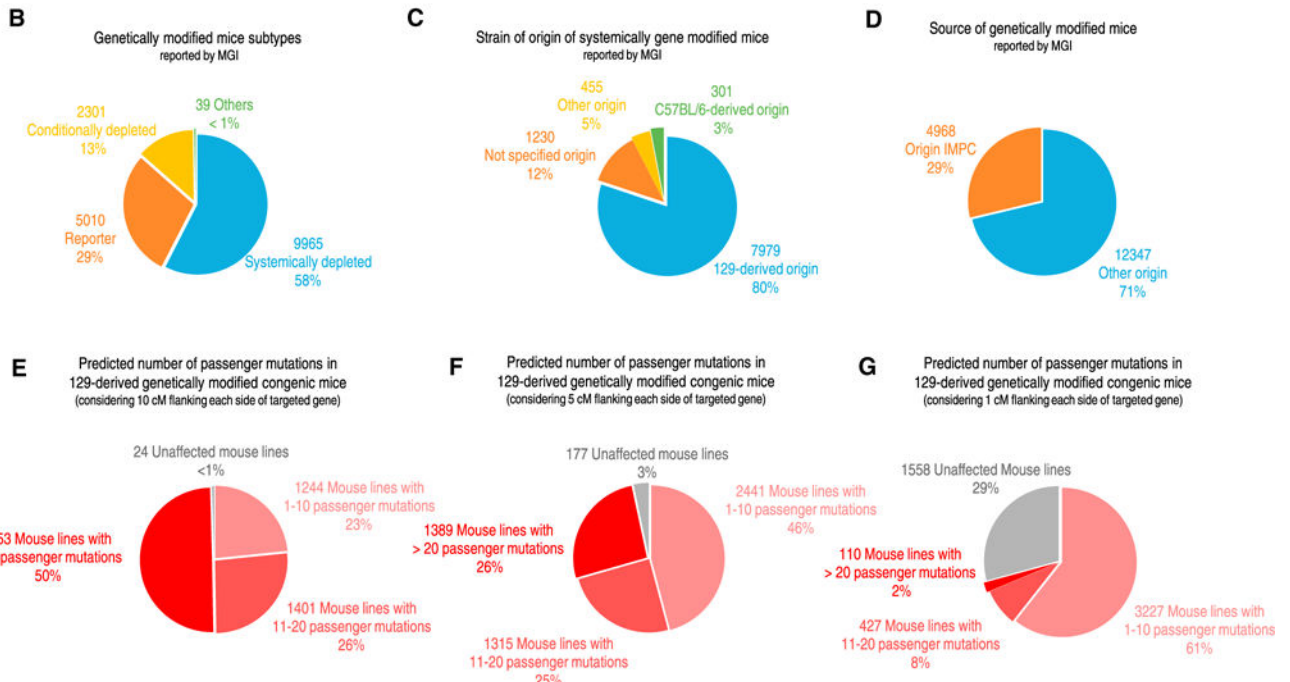 B
Genetically modified mice subtypes
reported by MGI
39 Others
< 1%
2301
Conditionally depleted
13%
5010
Reporter
29%
9965
Systemically depleted
58%
C
Strain of origin of systemically gene modified mice
reported by MGI
455
Other origin
5%
301
C57BL/6-derived origin
3%
1230
Not specified origin
12%
7979
129-derived origin
80%
D
Source of genetically modified mice
reported by MGI
4968
Origin IMPC
29%
12347
Other origin
71%
E
Predicted number of passenger mutations in
129-derived genetically modified congenic mice
(considering 10 cM flanking each side of targeted gene)
24 Unaffected mouse lines
<1%
1244 Mouse lines with
1-10 passenger mutations
23%
53 Mouse lines with
passenger mutations
50%
1401 Mouse lines with
11-20 passenger mutations
26%
F
Predicted number of passenger mutations in
129-derived genetically modified congenic mice
(considering 5 cM flanking each side of targeted gene)
177 Unaffected mouse lines
3%
2441 Mouse lines with
1-10 passenger mutations
46%
1389 Mouse lines with
> 20 passenger mutations
26%
1315 Mouse lines with
11-20 passenger mutations
25%
G
Predicted number of passenger mutations in
129-derived genetically modified congenic mice
(considering 1 cM flanking each side of targeted gene)
1558 Unaffected Mouse lines
29%
110 Mouse lines with
> 20 passenger mutations
2%
427 Mouse lines with
11-20 passenger mutations
8%
3227 Mouse lines with
1-10 passenger mutations
61%